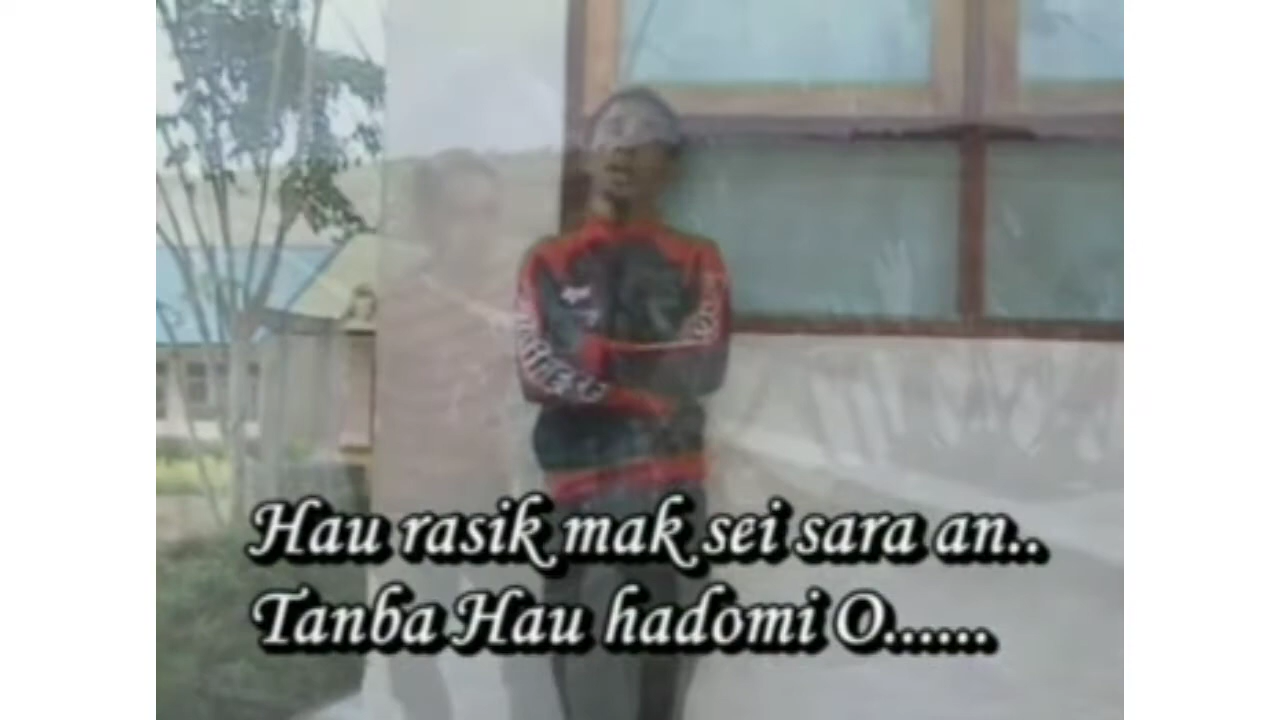 Hau rasik mak sei sara an..
Tanba Hau hadomi O......